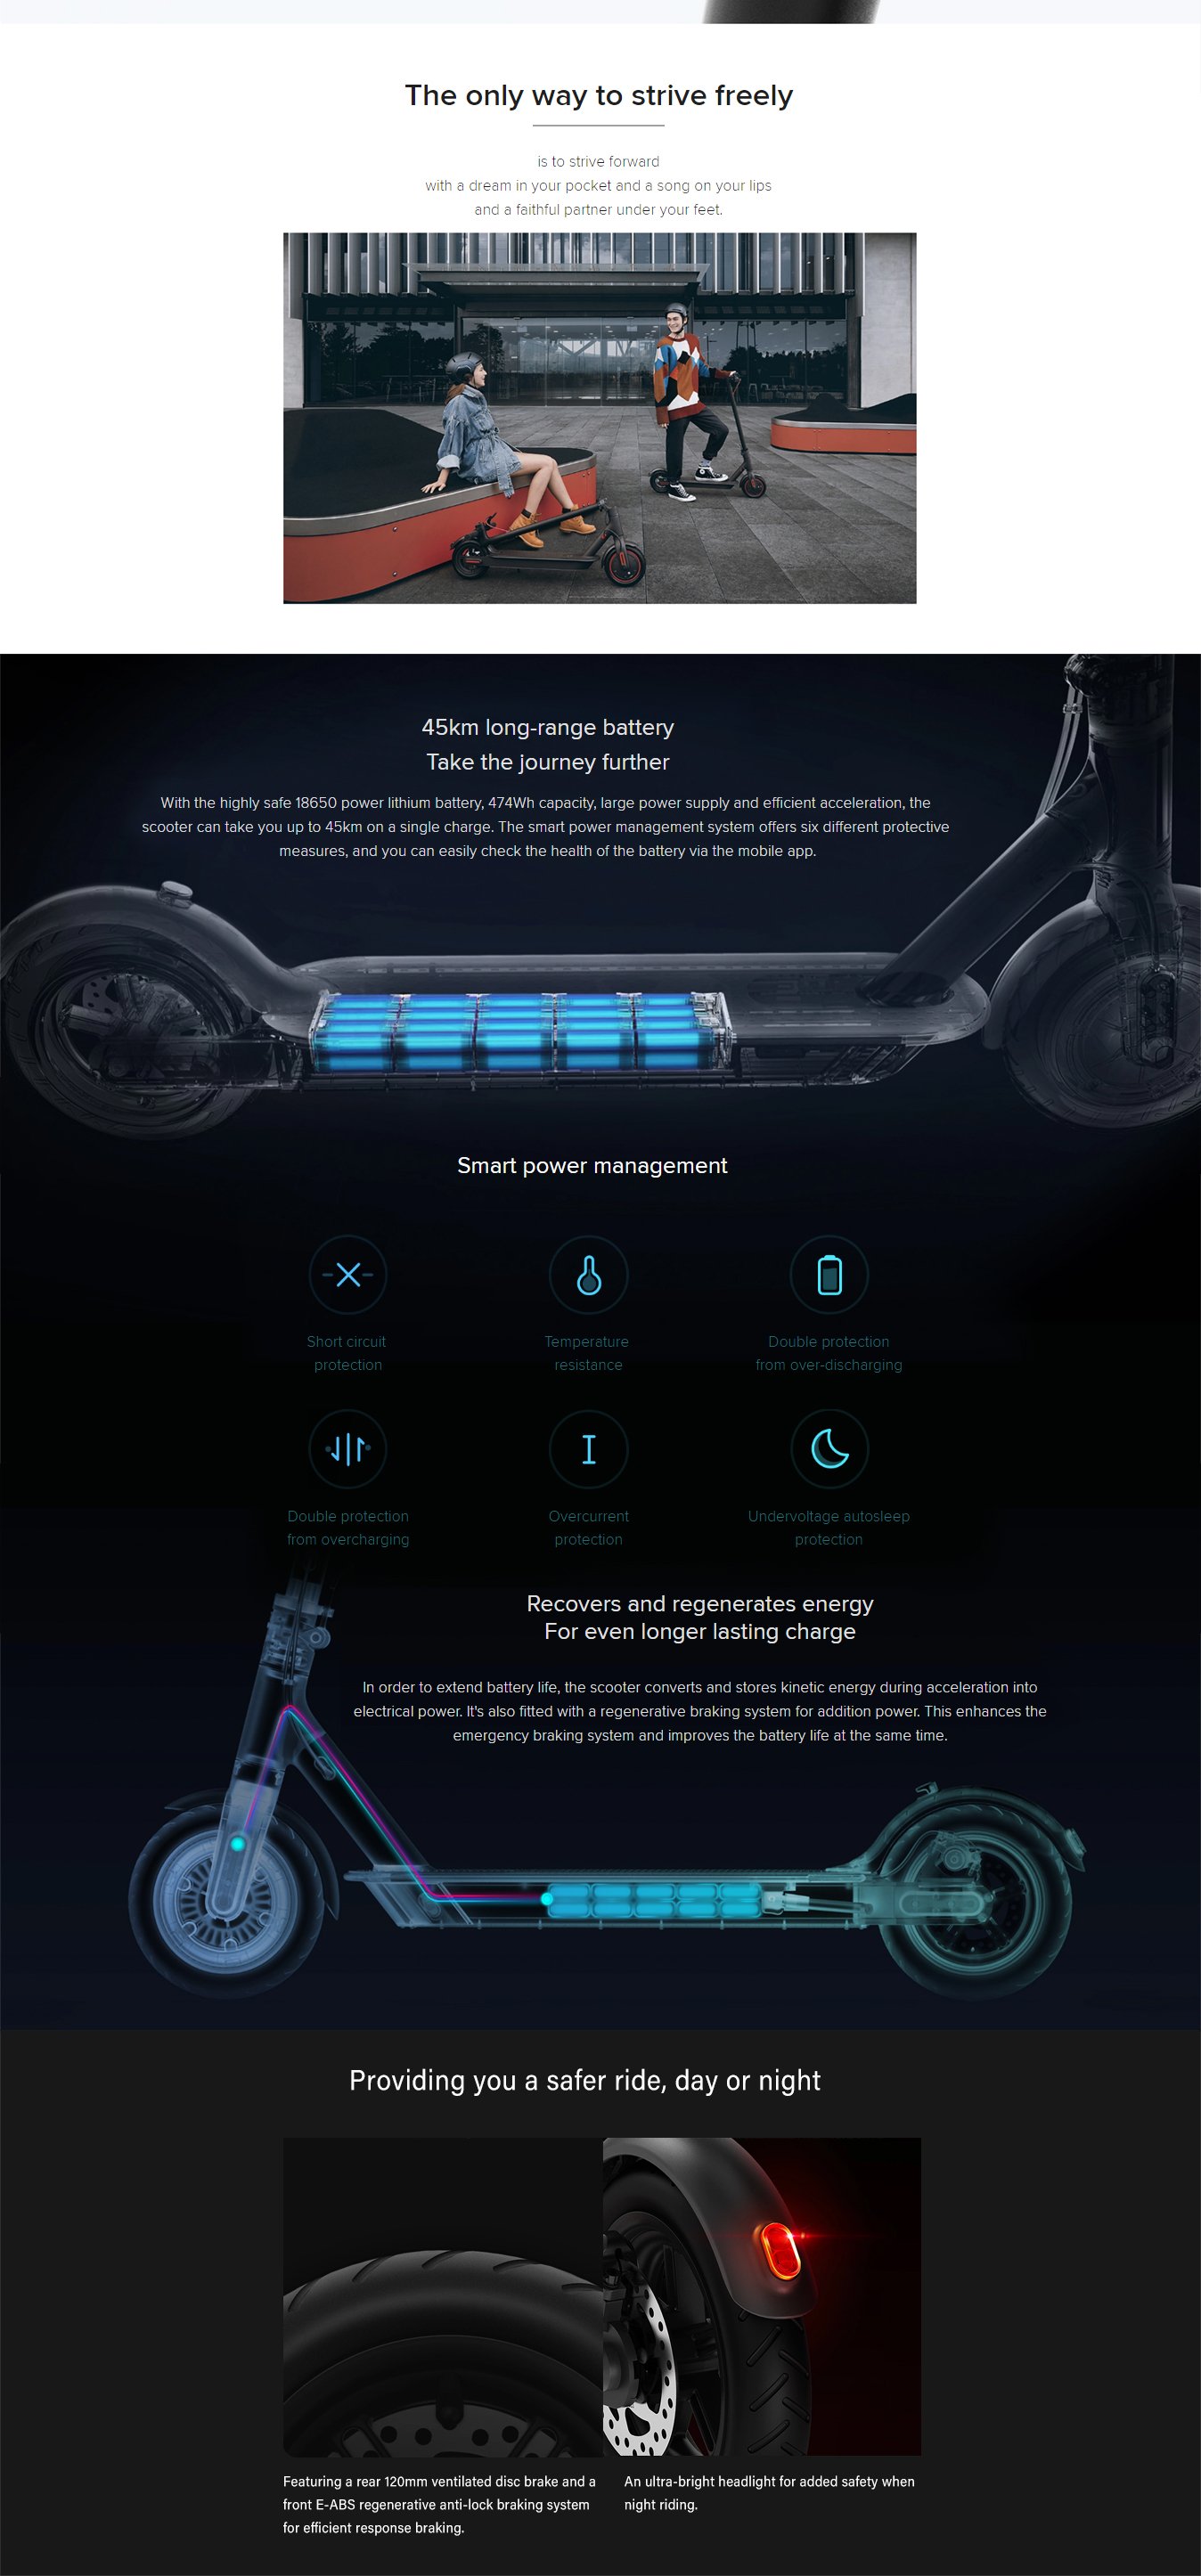 The only way to strive freely
is to strive forward
with a dream in your pocket and a song on your lips
and a faithful partner under your feet.
45km long-range battery
Take the journey further
With the highly safe 18650 power lithium battery, 474Wh capacity, large power supply and efficient acceleration, the
scooter can take you up to 45km on a single charge. The smart power management system offers six different protective
measures, and you can easily check the health of the battery via the mobile app.
Smart power management
Short circuit
protection
Temperature
resistance
Double protection
from over-discharging
Double protection
from overcharging
Overcurrent
protection
Undervoltage autosleep
protection
Recovers and regenerates energy
For even longer lasting charge
In order to extend battery life, the scooter converts and stores kinetic energy during acceleration into
electrical power. It's also fitted with a regenerative braking system for addition power. This enhances the
emergency braking system and improves the battery life at the same time.
Providing you a safer ride, day or night
Featuring a rear 120mm ventilated disc brake and a
front E-ABS regenerative anti-lock braking system
for efficient response braking.
An ultra-bright headlight for added safety when
night riding.